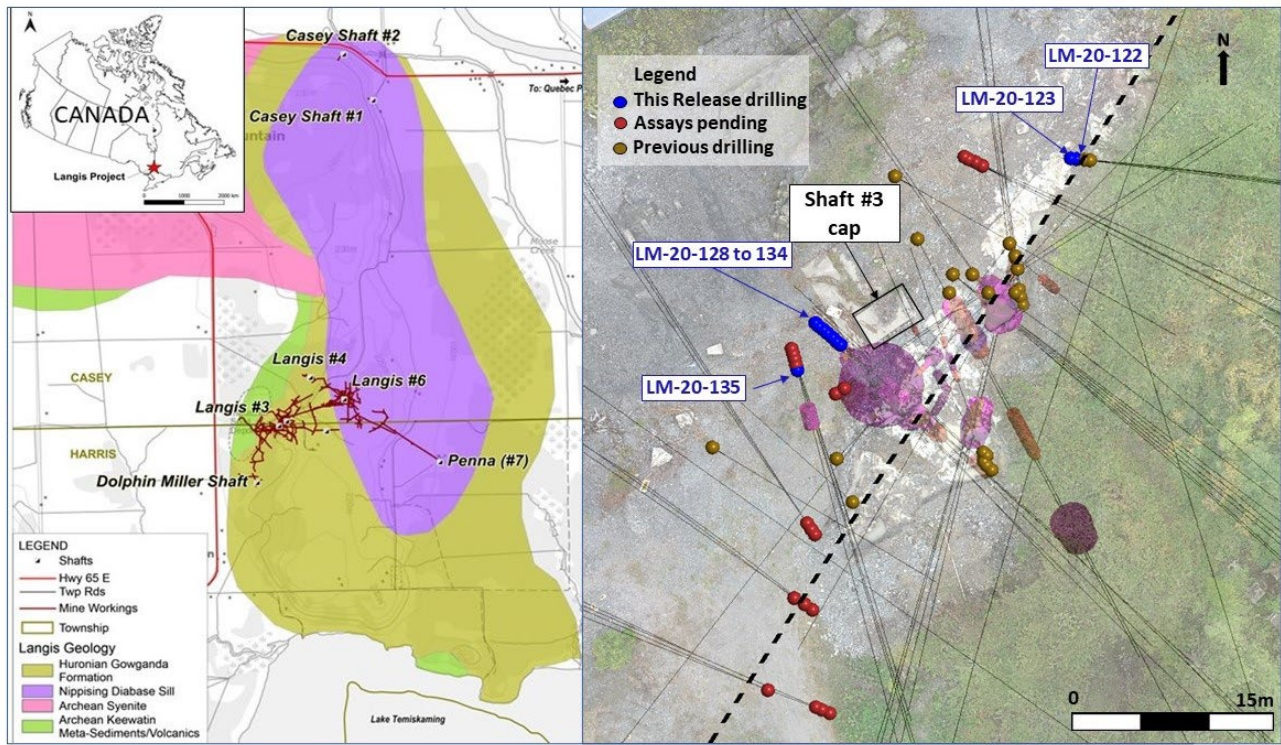 N
CANADA
Langis Project
0 1000 2000 km
Casey Shaft #2
To: Quebec P
Casey Shaft #1
untain
Moose
Creek
Langis #4
CASEY
Langis #6
Langis #3
HARRIS
Penna (#7)
Dolphin Miller Shaft
LEGEND
Shafts
Hwy 65 E
Twp Rds
Mine Workings
Township
Langis Geology
Huronian Gowganda
Formation
Nippising Diabase Sill
Archean Syenite
Archean Keewatin
Meta-Sediments/Volcanics
Lake Temiskaming
Legend
This Release drilling
Assays pending
Previous drilling
LM-20-122
N
LM-20-123
Shaft #3
cap
LM-20-128 to 134
LM-20-135
0 15m